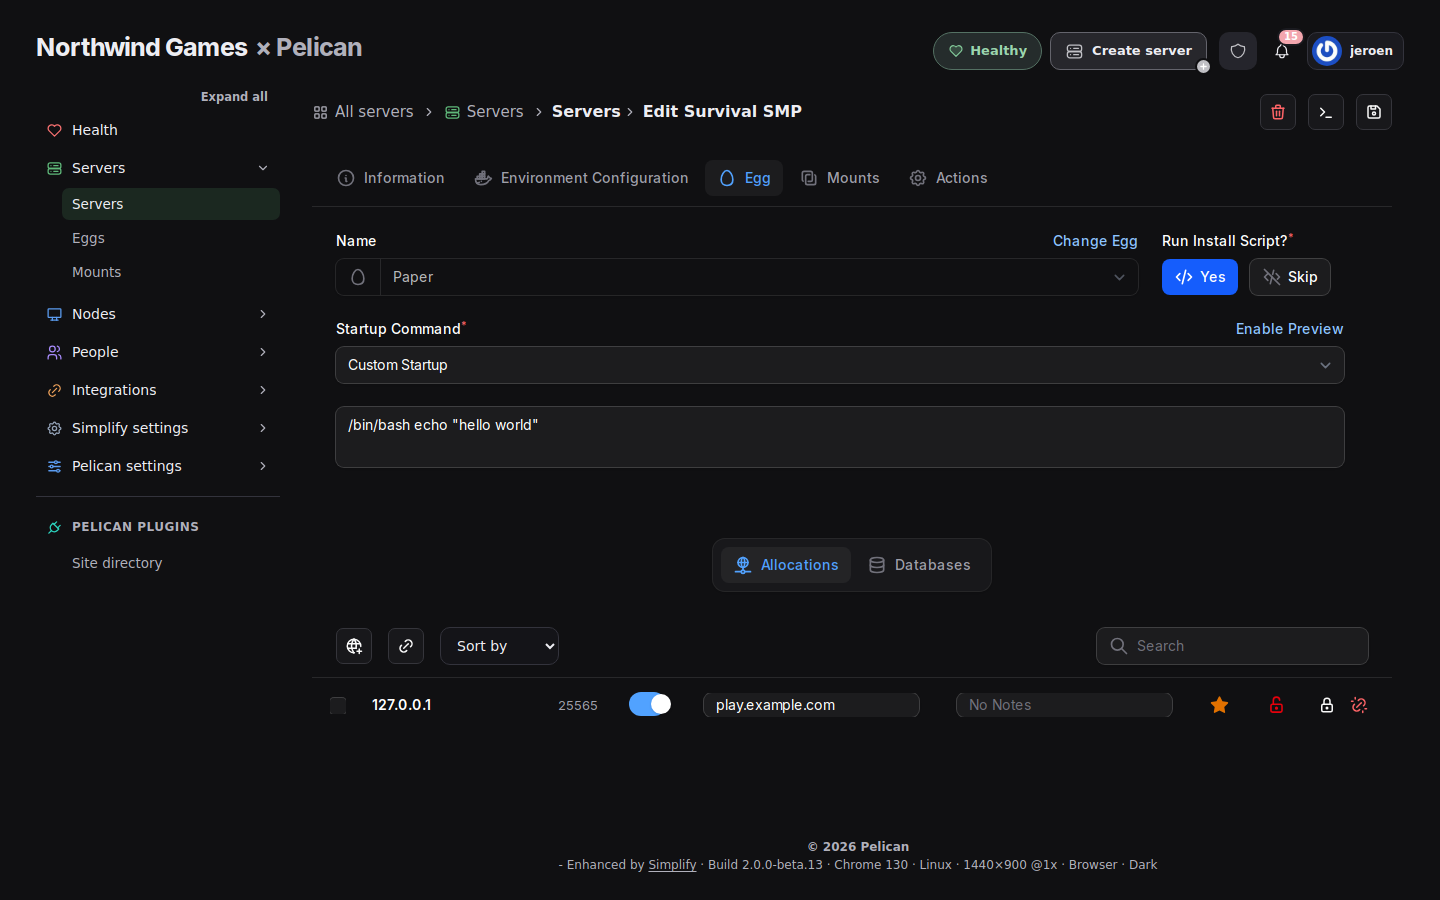 Northwind Games × Pelican
Healthy
Create server
15
jeroen
Expand all
Health
Servers
Servers
Eggs
Mounts
Nodes
People
Integrations
Simplify settings
Pelican settings
PELICAN PLUGINS
Site directory
All servers > Servers > Servers > Edit Survival SMP
Information
Environment Configuration
Egg
Mounts
Actions
Name
Change Egg
Run Install Script?*
Paper
Yes
Skip
Startup Command*
Enable Preview
Custom Startup
/bin/bash echo "hello world"
Allocations
Databases
Sort by
Search
127.0.0.1
25565
play.example.com
No Notes
© 2026 Pelican
- Enhanced by Simplify · Build 2.0.0-beta.13 · Chrome 130 · Linux · 1440×900 @1x · Browser · Dark